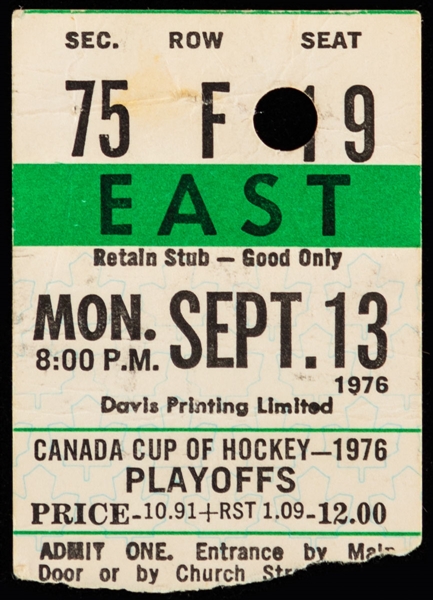 SEC. ROW SEAT
75 F 19
EAST
Retain Stub — Good Only
MON. SEPT. 13
8:00 P.M.
1976
Davis Printing Limited
CANADA CUP OF HOCKEY—1976
PLAYOFFS
PRICE-10.91+RST 1.09-12.00
ADMIT ONE. Entrance by Main
Door or by Church